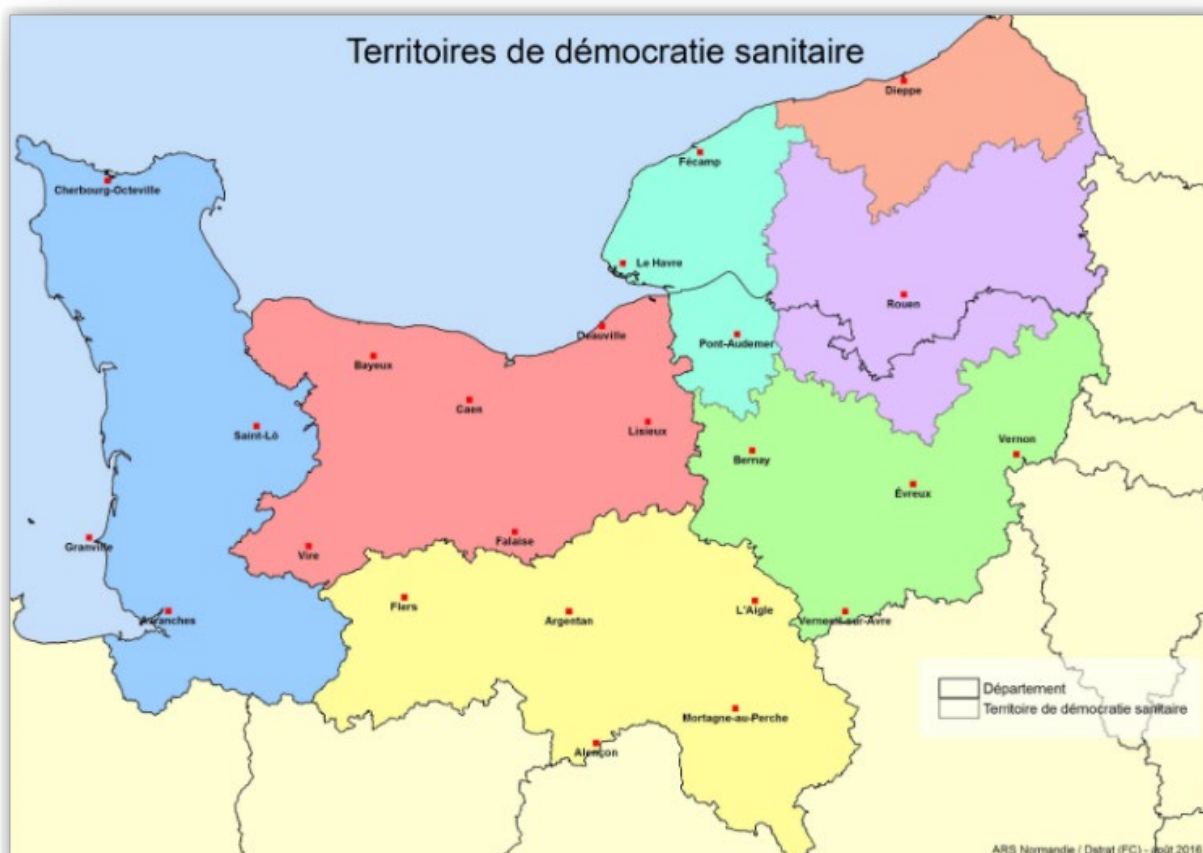 Territoires de démocratie sanitaire
Dieppe
Fécamp
Cherbourg-Octeville
Le Havre
Rouen
Deauville
Pont-Audemer
Bayeux
Caen
Saint-Lô
Lisieux
Vernon
Bernay
Évreux
Granville
Vire
Falaise
Flers
L'Aigle
Avranches
Argentan
Verneuil-sur-Avre
Département
Territoire de démocratie sanitaire
Mortagne-au-Perche
Alençon
ARS Normandie / Dstrat (FC) - août 2016